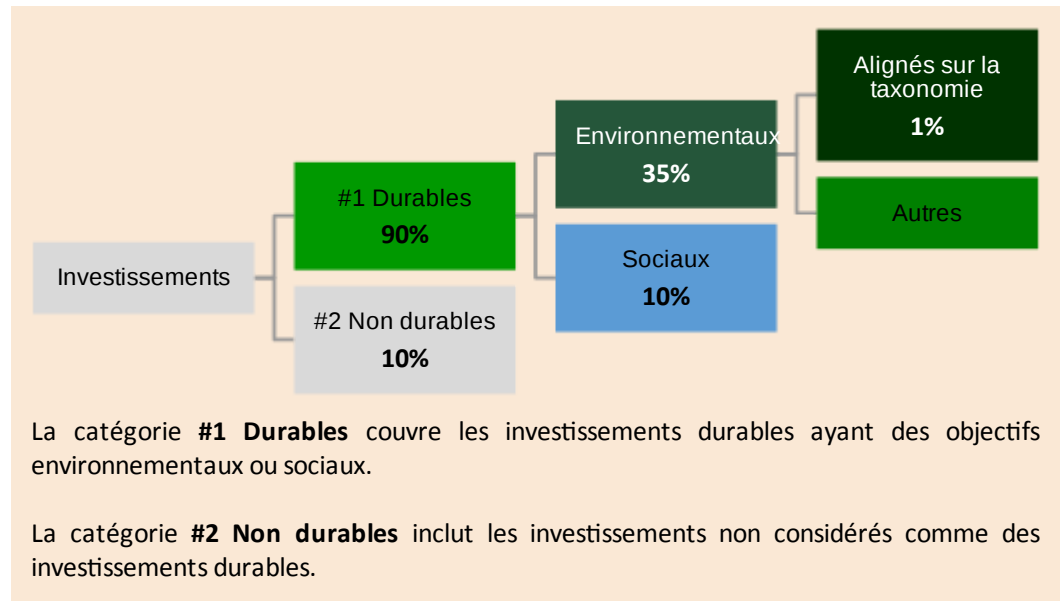 Alignés sur la
taxonomie
1%
Environnementaux
35%
#1 Durables
90%
Autres
Sociaux
10%
Investissements
#2 Non durables
10%
La catégorie #1 Durables couvre les investissements durables ayant des objectifs
environnementaux ou sociaux.
La catégorie #2 Non durables inclut les investissements non considérés comme des
investissements durables.